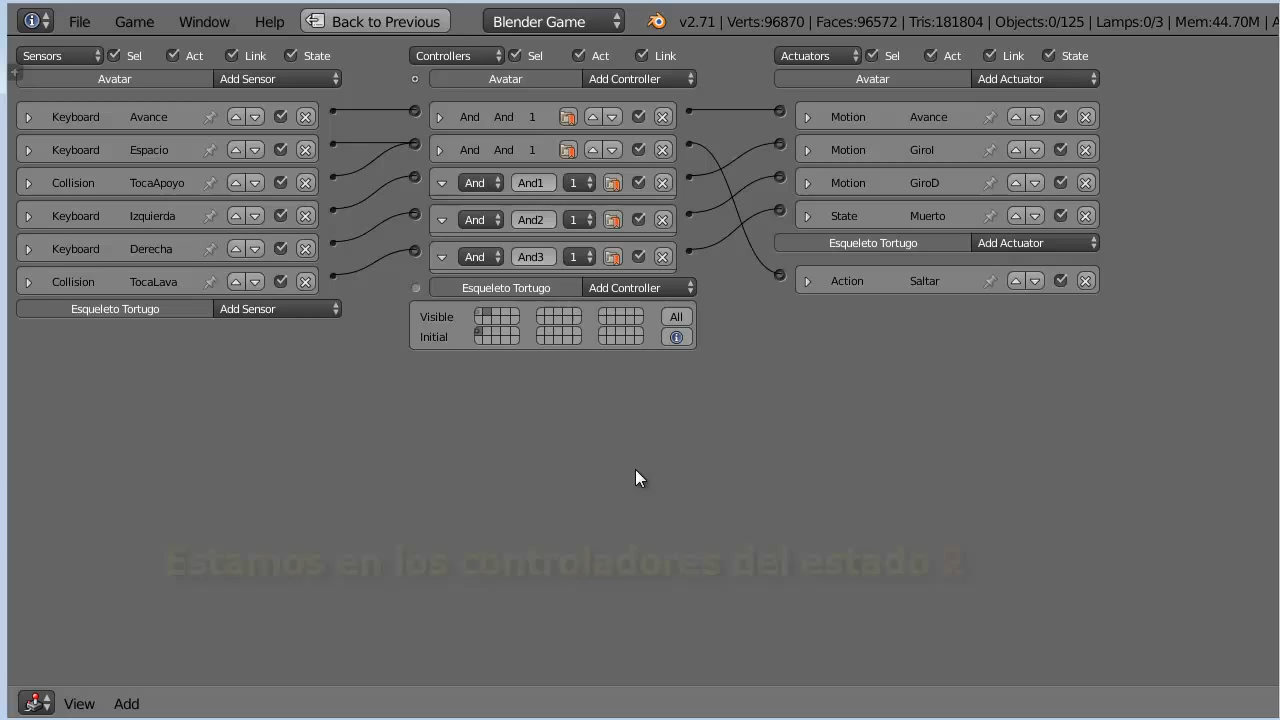 File Game Window Help Back to Previous Blender Game v2.71 | Verts:96870 | Faces:96572 | Tris:181804 | Objects:0/125 | Lamps:0/3 | Mem:44.70M | A
Sensors Sel Act Link State Controllers Sel Act Link Actuators Sel Act Link State
Avatar Add Sensor Avatar Add Controller Avatar Add Actuator
Keyboard Avance And And 1 Motion Avance
Keyboard Espacio And And 1 Motion GiroI
Collision TocaApoyo And And1 1 Motion GiroD
Keyboard Izquierda And And2 1 State Muerto
Keyboard Derecha And And3 1 Esqueleto Tortugo Add Actuator
Collision TocaLava Esqueleto Tortugo Add Controller Action Saltar
Esqueleto Tortugo Add Sensor Visible All
Initial
Estamos en los controladores del estado 2
View Add